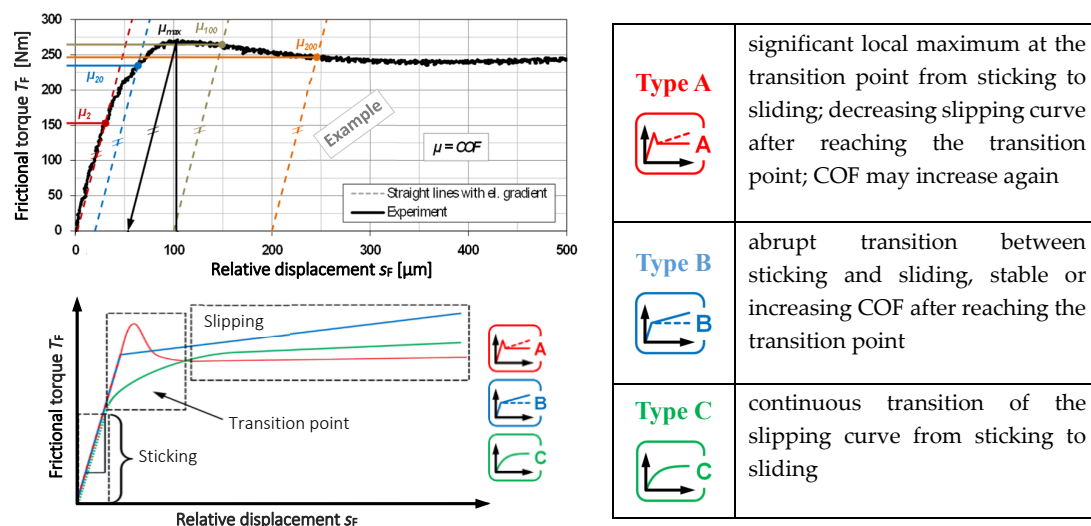 Frictional torque TF [Nm]
300
250
200
150
100
50
0
μ2
μ20
μmax
μ100
μ200
Example
μ = COF
Straight lines with el. gradient
Experiment
0
100
200
300
400
500
Relative displacement sF [μm]
Frictional torque TF
Slipping
Transition point
Sticking
A
B
C
Relative displacement sF
Type A
A
significant local maximum at the
transition point from sticking to
sliding; decreasing slipping curve
after reaching the transition
point; COF may increase again
Type B
B
abrupt transition between
sticking and sliding, stable or
increasing COF after reaching the
transition point
Type C
C
continuous transition of the
slipping curve from sticking to
sliding